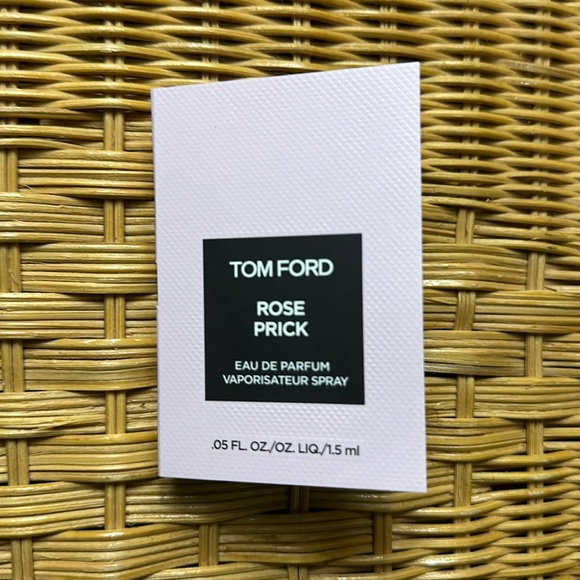 TOM FORD
ROSE
PRICK
EAU DE PARFUM
VAPORISATEUR SPRAY
.05 FL. OZ./OZ. LIQ./1.5 ml